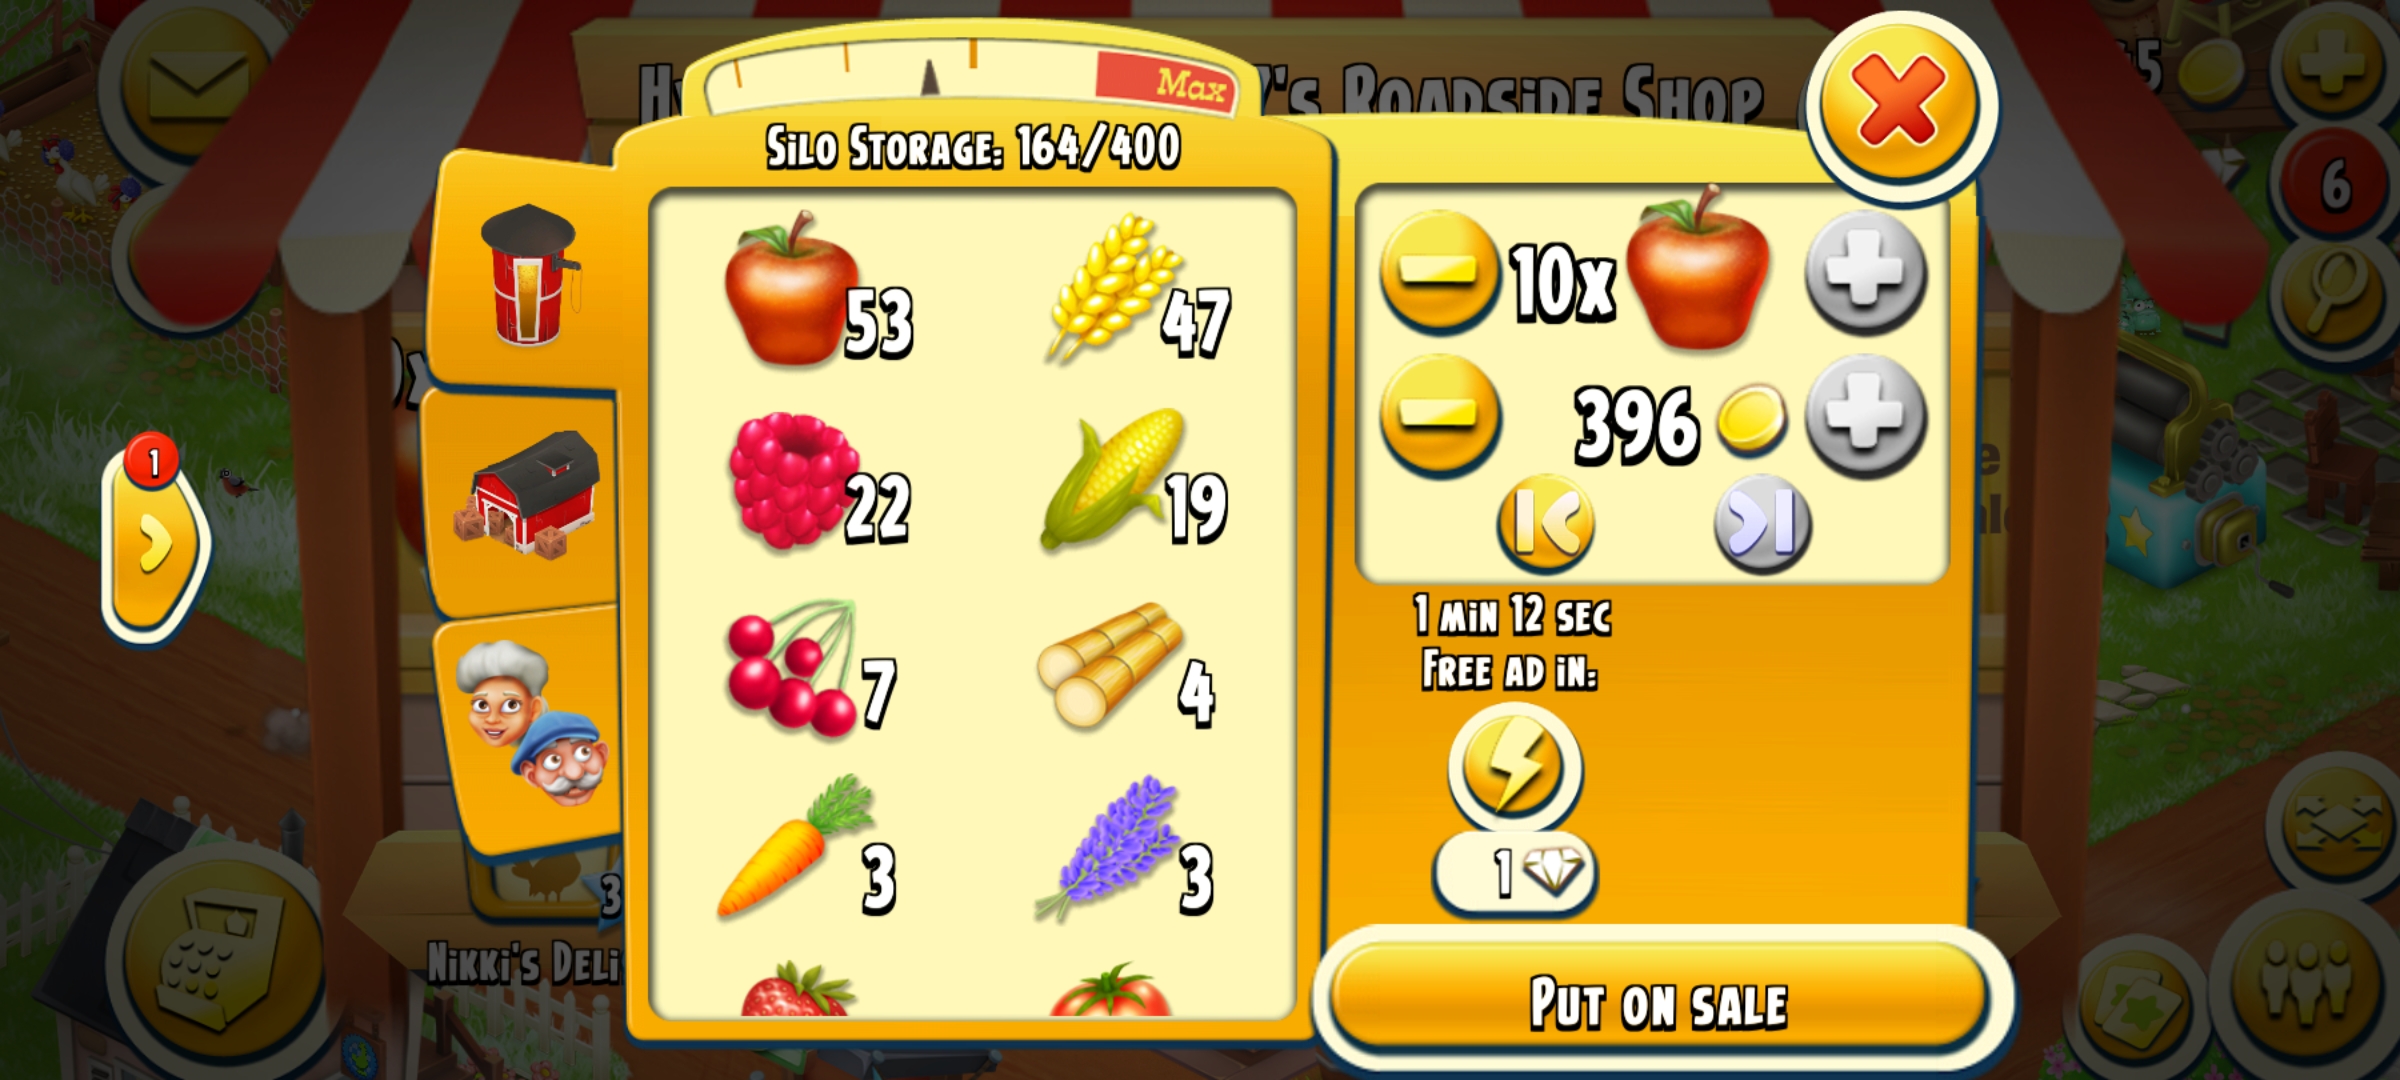 Roadside Shop
Max
Silo Storage: 164/400
53
47
22
19
7
4
3
3
10x
396
1 min 12 sec
Free ad in:
1
Put on sale
1
6
Nikki's
3